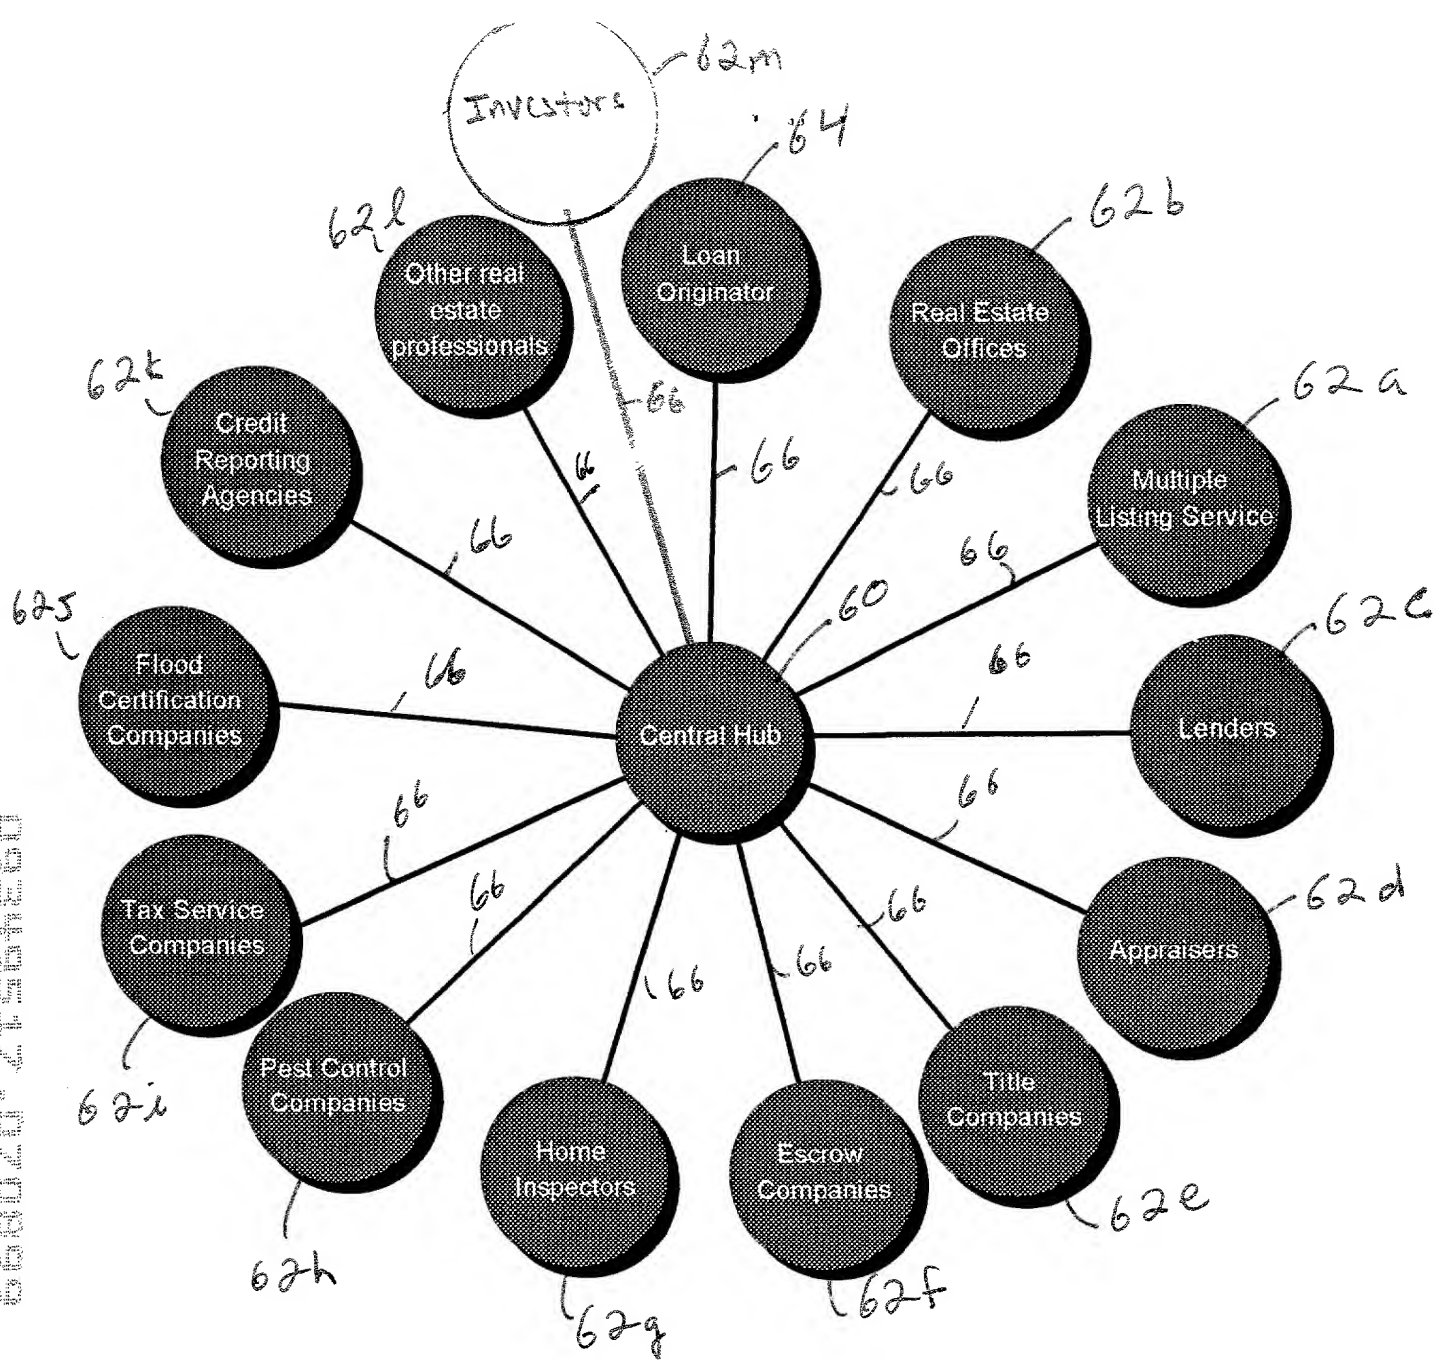 62m
Investors
64
62l
62b
Loan
Originator
Other real
estate
professionals
Real Estate
Offices
62k
62a
66
Credit
Reporting
Agencies
66
66
66
Multiple
Listing Service
66
66
62j
60
62c
Flood
Certification
Companies
66
66
Central Hub
Lenders
66
66
62d
66
66
Tax Service
Companies
Appraisers
66
66
62i
Pest Control
Companies
Title
Companies
Home
Inspectors
Escrow
Companies
62e
62h
62g
62f